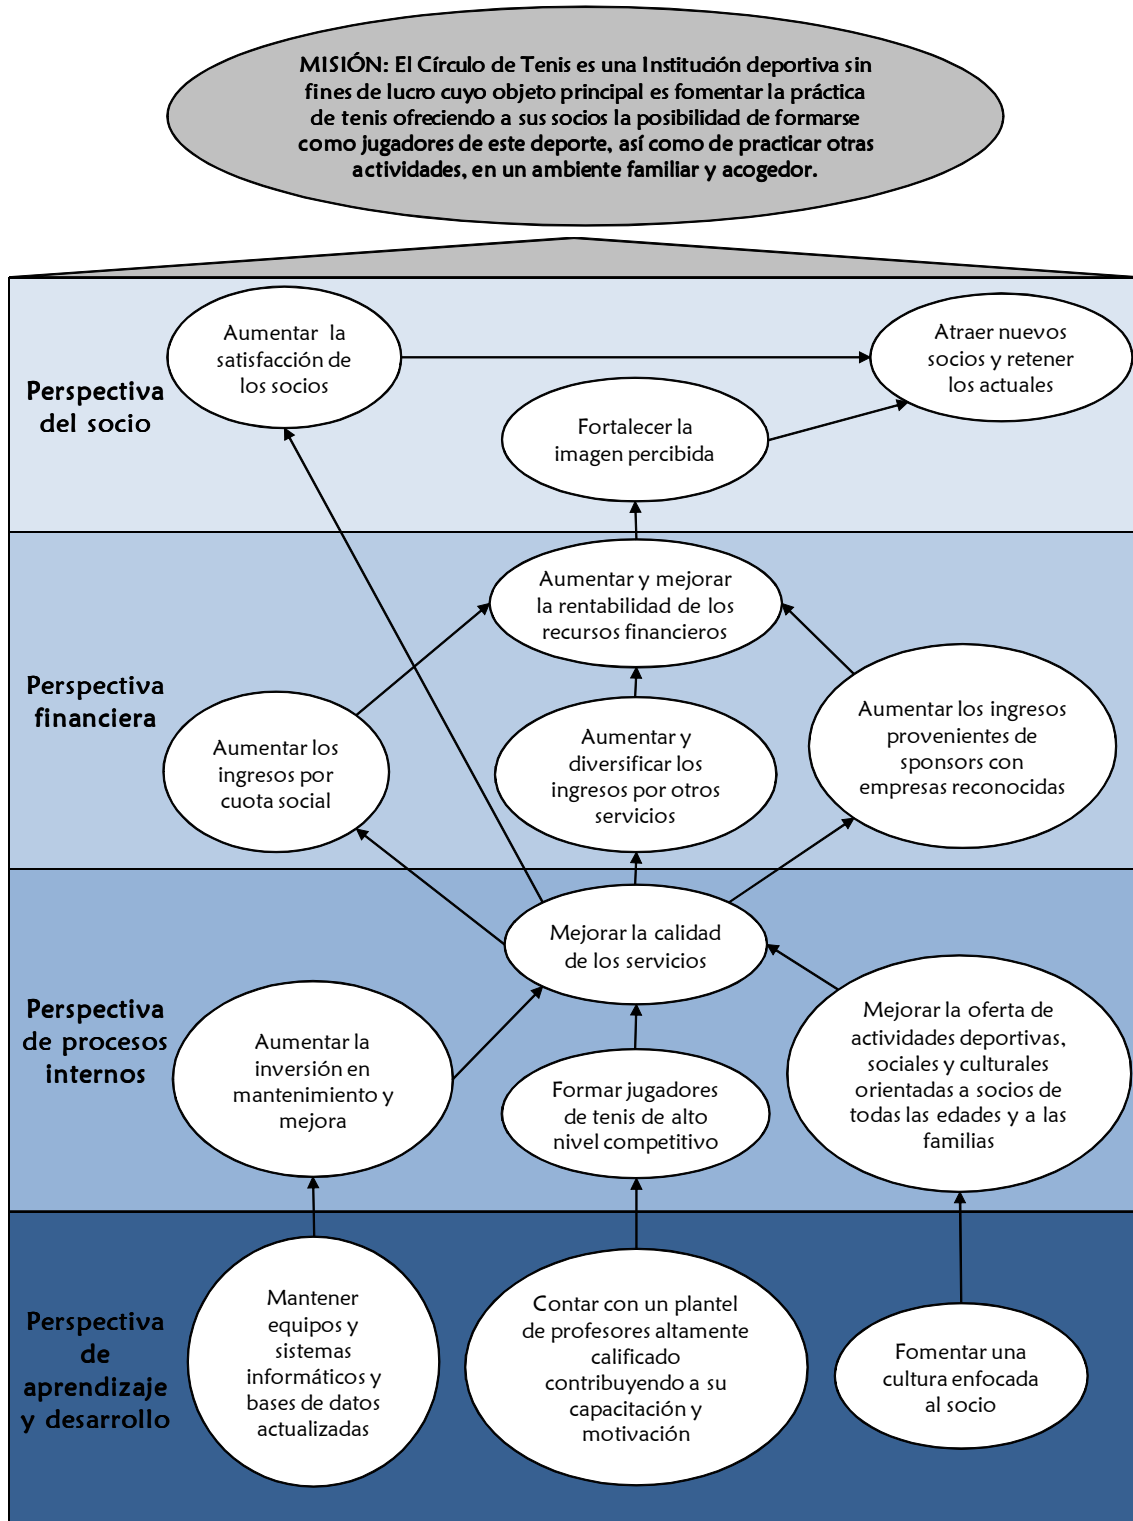 MISIÓN: El Círculo de Tenis es una Institución deportiva sin
fines de lucro cuyo objeto principal es fomentar la práctica
de tenis ofreciendo a sus socios la posibilidad de formarse
como jugadores de este deporte, así como de practicar otras
actividades, en un ambiente familiar y acogedor.
Perspectiva
del socio
Aumentar la
satisfacción de
los socios
Atraer nuevos
socios y retener
los actuales
Fortalecer la
imagen percibida
Perspectiva
financiera
Aumentar y mejorar
la rentabilidad de los
recursos financieros
Aumentar los
ingresos por
cuota social
Aumentar y
diversificar los
ingresos por otros
servicios
Aumentar los ingresos
provenientes de
sponsors con
empresas reconocidas
Perspectiva
de procesos
internos
Mejorar la calidad
de los servicios
Aumentar la
inversión en
mantenimiento y
mejora
Formar jugadores
de tenis de alto
nivel competitivo
Mejorar la oferta de
actividades deportivas,
sociales y culturales
orientadas a socios de
todas las edades y a las
familias
Perspectiva
de
aprendizaje
y desarrollo
Mantener
equipos y
sistemas
informáticos y
bases de datos
actualizadas
Contar con un plantel
de profesores altamente
calificado
contribuyendo a su
capacitación y
motivación
Fomentar una
cultura enfocada
al socio